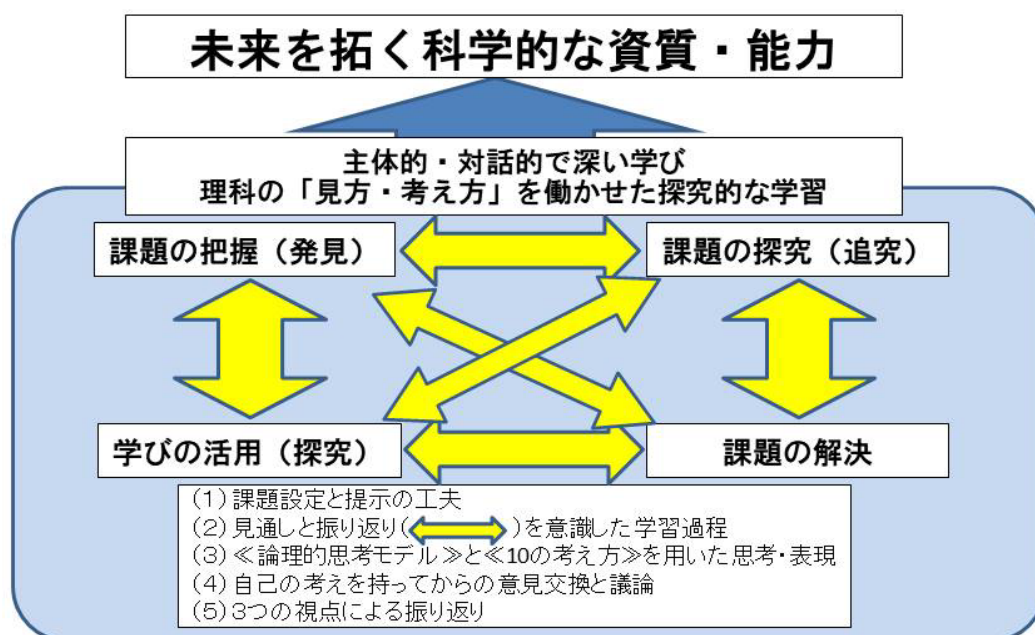 未来を拓く科学的な資質・能力
主体的・対話的で深い学び
理科の「見方・考え方」を働かせた探究的な学習
課題の把握（発見）
課題の探究（追究）
学びの活用（探究）
課題の解決
(1) 課題設定と提示の工夫
(2) 見通しと振り返り( )を意識した学習過程
(3) ≪論理的思考モデル≫と≪10の考え方≫を用いた思考・表現
(4) 自己の考えを持ってからの意見交換と議論
(5) 3つの視点による振り返り